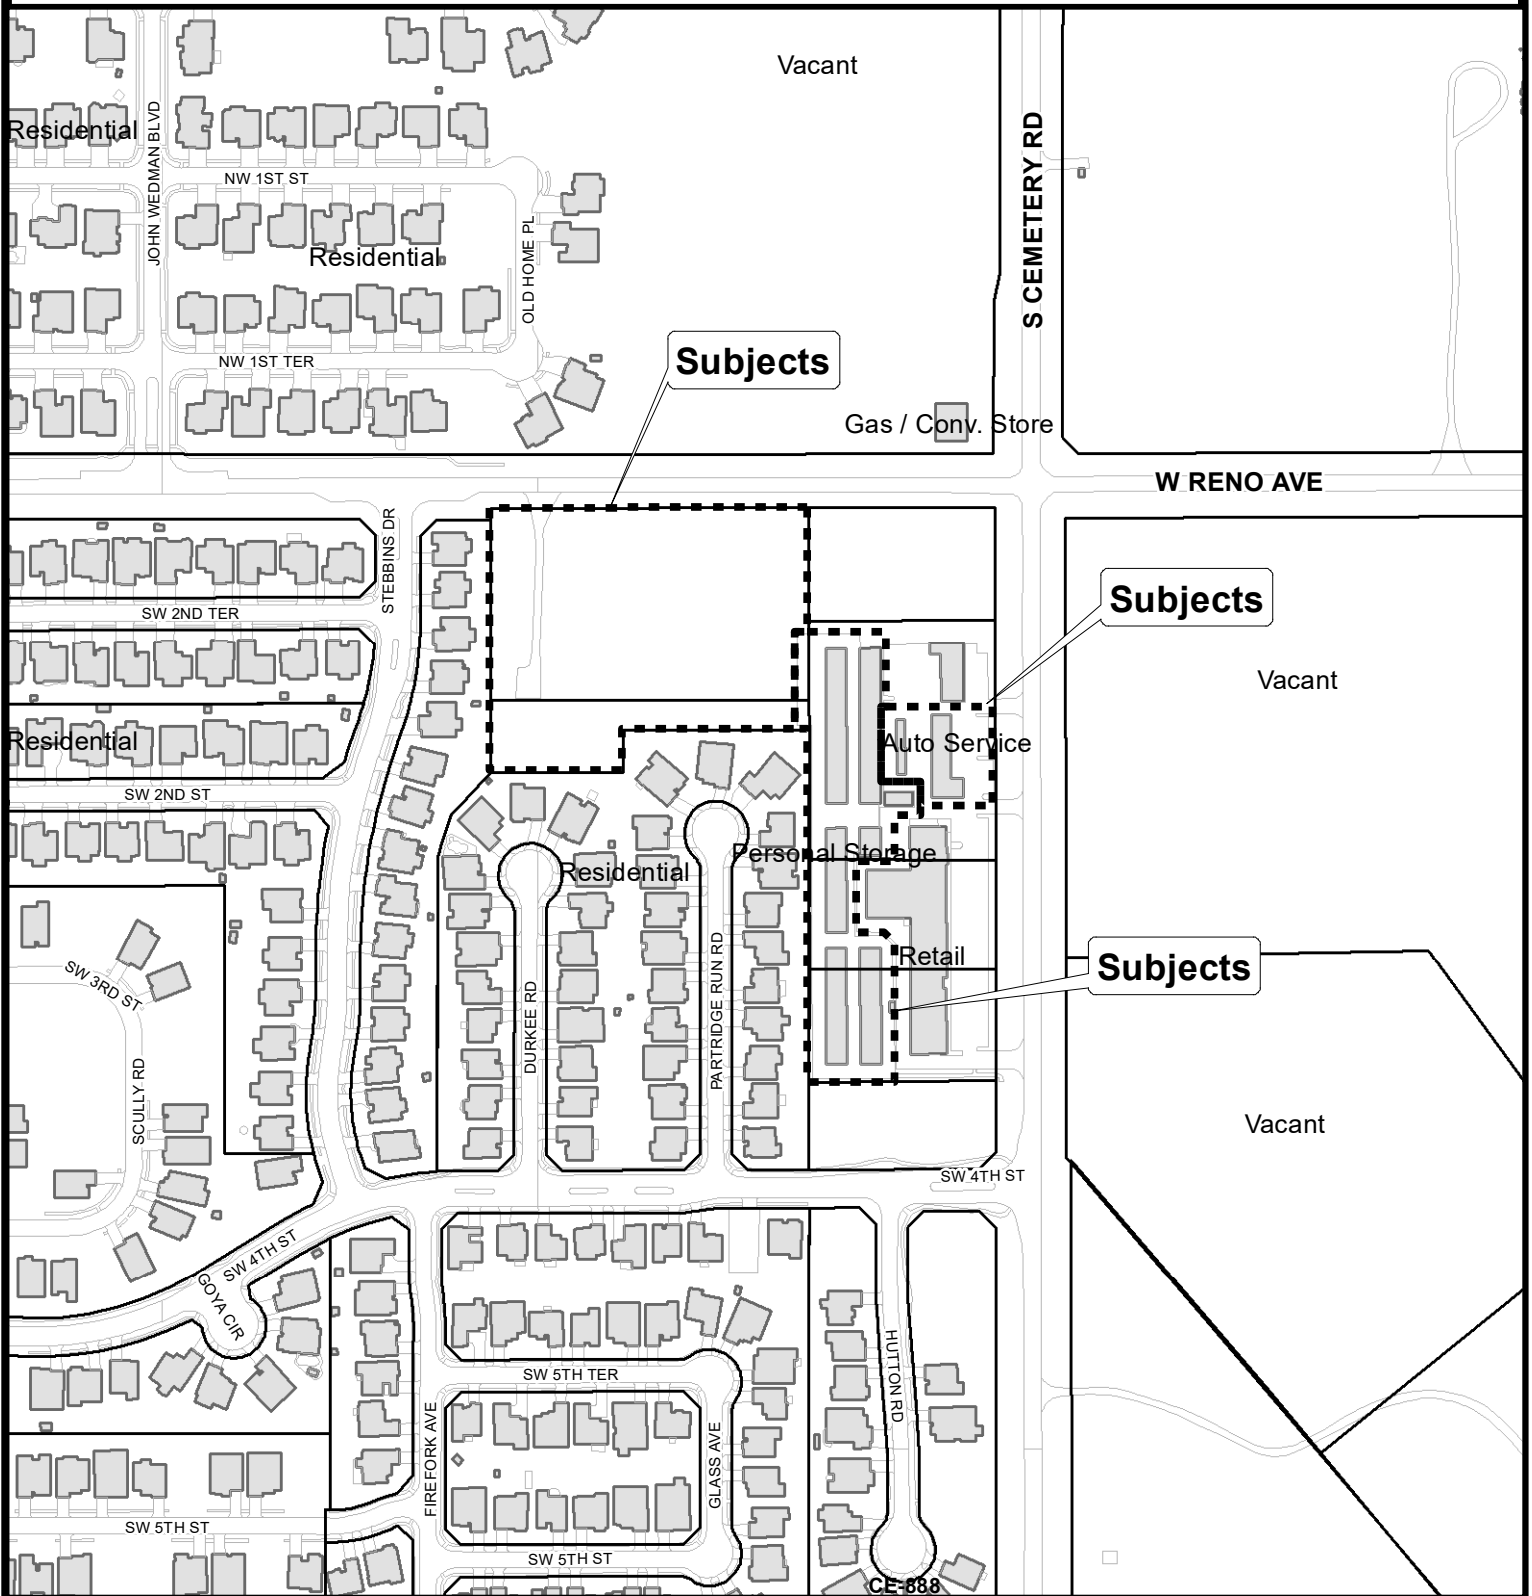 Vacant
Residential
JOHN WEDMAN BLVD
NW 1ST ST
S CEMETERY RD
Residential
OLD HOME PL
NW 1ST TER
Subjects
Gas / Conv. Store
W RENO AVE
STEBBINS DR
SW 2ND TER
Subjects
Vacant
Residential
Auto Service
SW 2ND ST
Personal Storage
Residential
Retail
Subjects
SW 3RD ST
DURKEE RD
PARTRIDGE RUN RD
SCULLY RD
Vacant
SW 4TH ST
SW 4TH ST
GOYA CIR
HUTTON RD
SW 5TH TER
FIREFORK AVE
GLASS AVE
SW 5TH ST
SW 5TH ST
CE-888